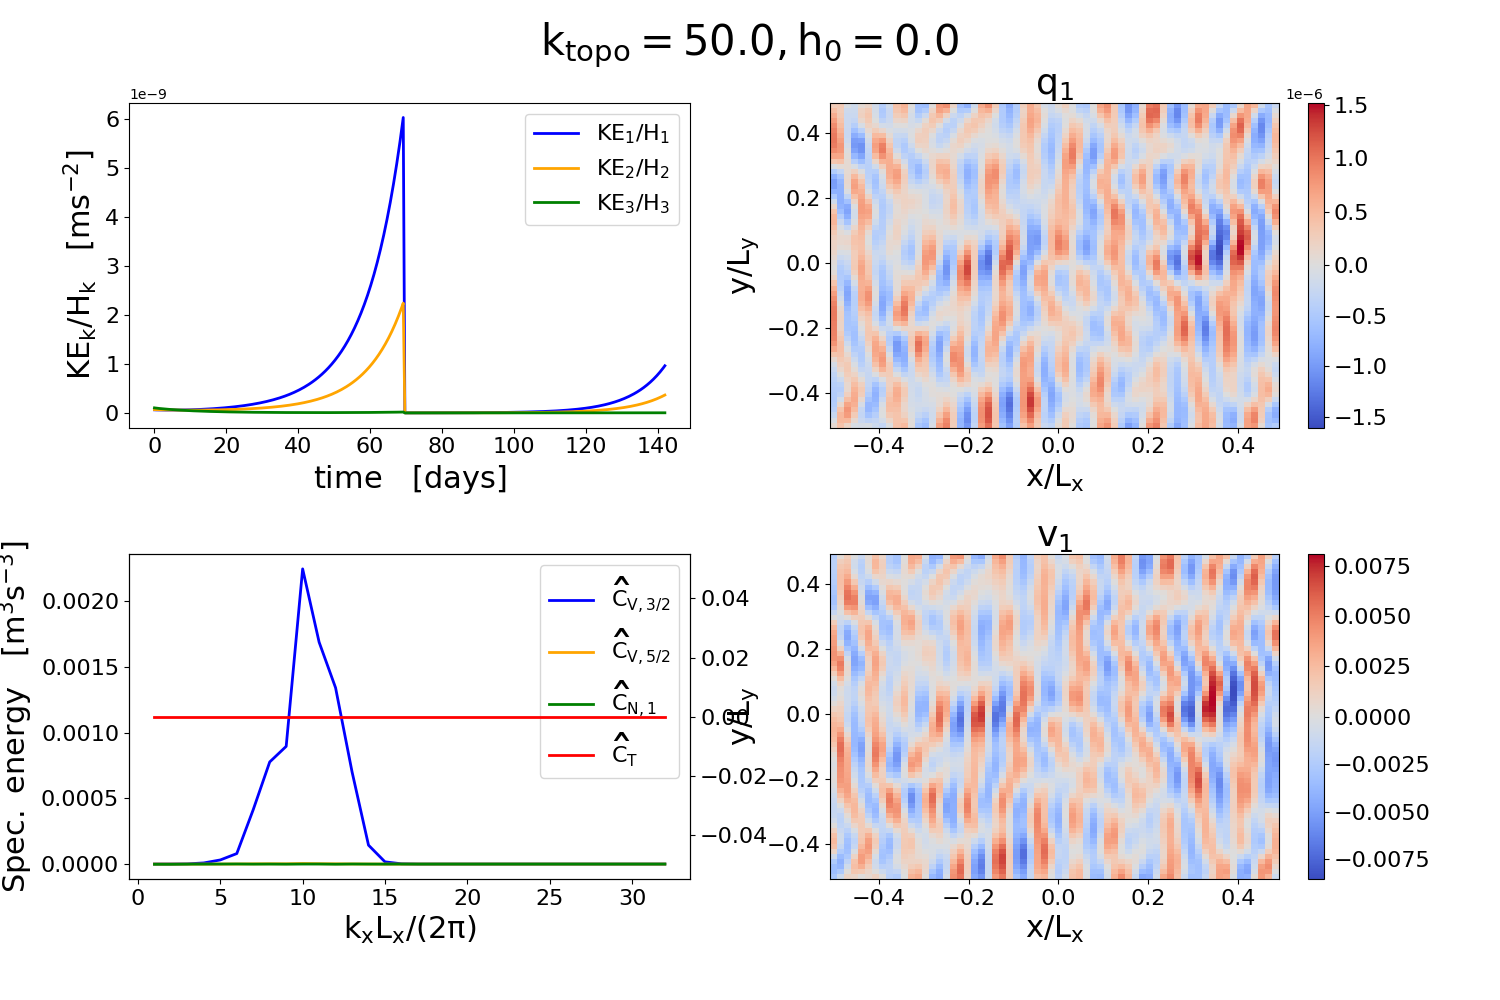 k_topo = 50.0, h_0 = 0.0
1e−9
KE_k/H_k [ms^−2]
6
5
4
3
2
1
0
KE_1/H_1
KE_2/H_2
KE_3/H_3
0 20 40 60 80 100 120 140
time [days]
q_1
y/L_y
0.4
0.2
0.0
−0.2
−0.4
−0.4 −0.2 0.0 0.2 0.4
x/L_x
1e−6
1.5
1.0
0.5
0.0
−0.5
−1.0
−1.5
Spec. energy [m^3s^−3]
0.0020
0.0015
0.0010
0.0005
0.0000
Ĉ_V,3/2
Ĉ_V,5/2
Ĉ_N,1
Ĉ_T
0.04
0.02
0.00
−0.02
−0.04
0 5 10 15 20 25 30
k_xL_x/(2π)
v_1
y/L_y
0.4
0.2
0.0
−0.2
−0.4
−0.4 −0.2 0.0 0.2 0.4
x/L_x
0.0075
0.0050
0.0025
0.0000
−0.0025
−0.0050
−0.0075